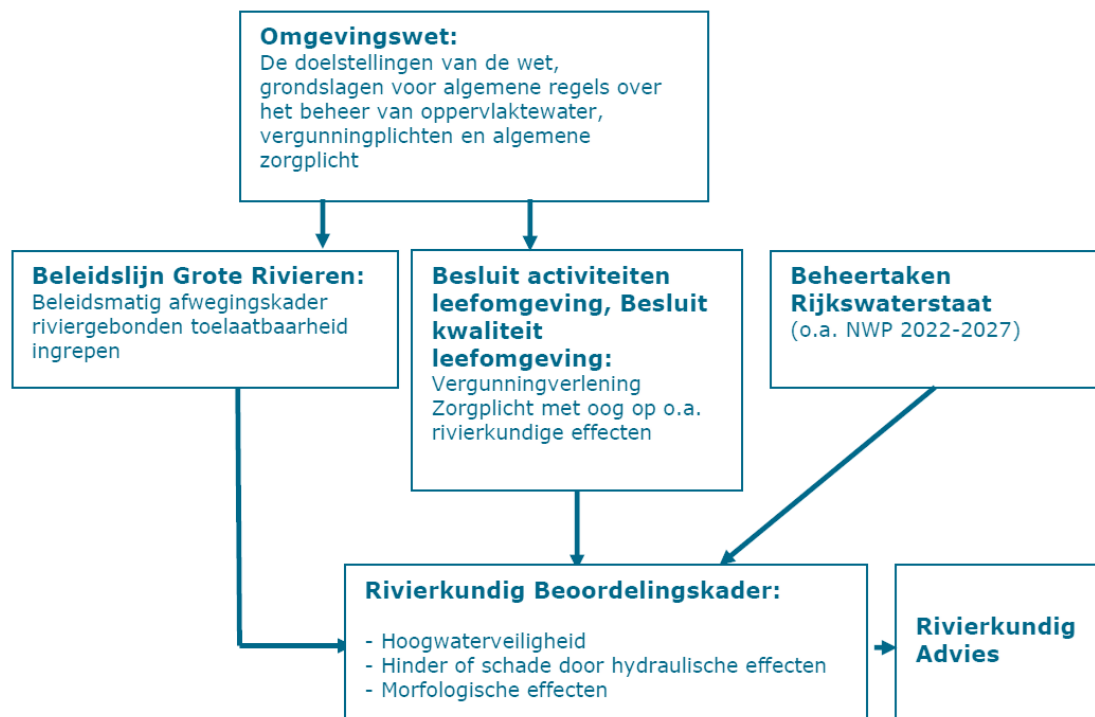 Omgevingswet:
De doelstellingen van de wet,
grondslagen voor algemene regels over
het beheer van oppervlaktewater,
vergunningplichten en algemene
zorgplicht
Beleidslijn Grote Rivieren:
Beleidsmatig afwegingskader
riviergebonden toelaatbaarheid
ingrepen
Besluit activiteiten
leefomgeving, Besluit
kwaliteit
leefomgeving:
Vergunningverlening
Zorgplicht met oog op o.a.
rivierkundige effecten
Beheertaken
Rijkswaterstaat
(o.a. NWP 2022-2027)
Rivierkundig Beoordelingskader:
- Hoogwaterveiligheid
- Hinder of schade door hydraulische effecten
- Morfologische effecten
Rivierkundig
Advies